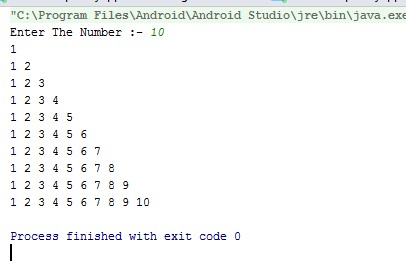 "C:\Program Files\Android\Android Studio\jre\bin\java.exe
Enter The Number :- 10
1
1 2
1 2 3
1 2 3 4
1 2 3 4 5
1 2 3 4 5 6
1 2 3 4 5 6 7
1 2 3 4 5 6 7 8
1 2 3 4 5 6 7 8 9
1 2 3 4 5 6 7 8 9 10
Process finished with exit code 0